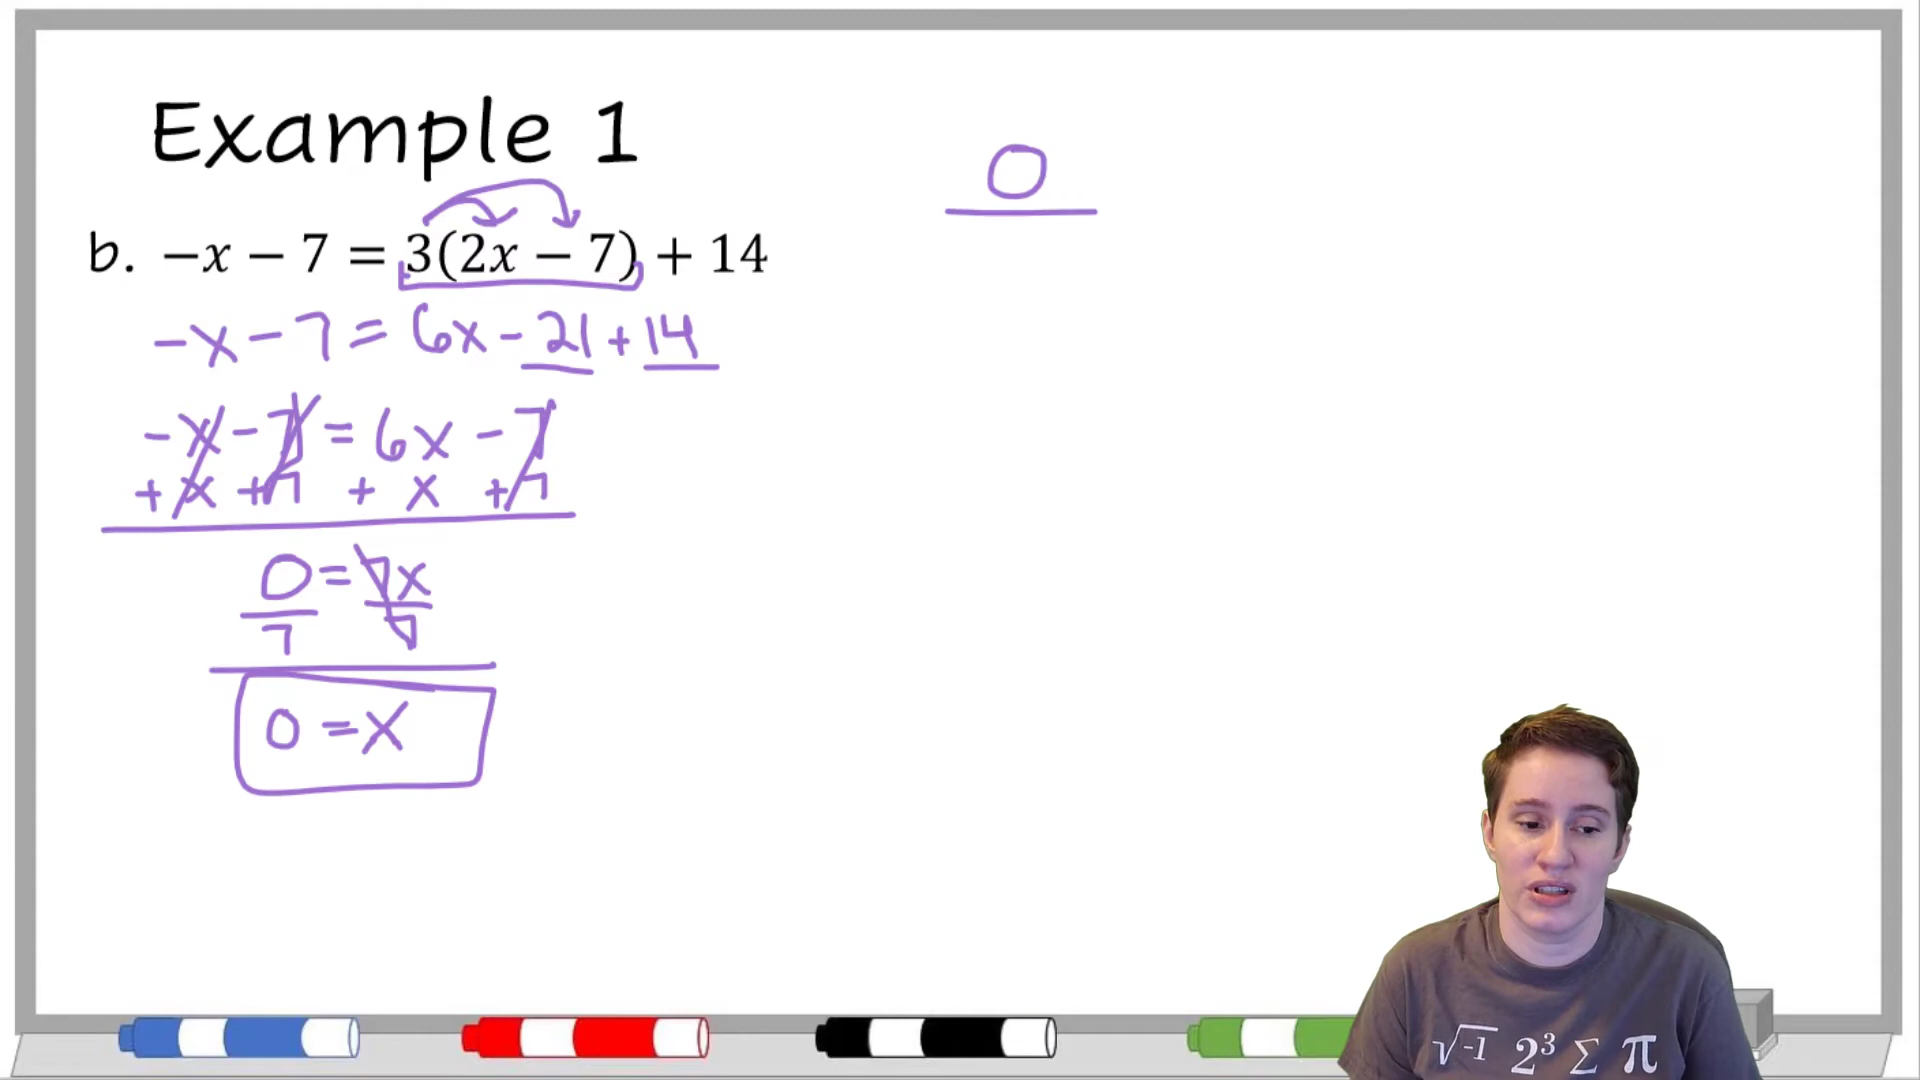 Example 1
0
b. −x − 7 = 3(2x − 7) + 14
-x - 7 = 6x - 21 + 14
-x - 7 = 6x - 7
+ x + 7 + x + 7
0 = 7x
7 7
0 = x
√-1 2³ Σ π